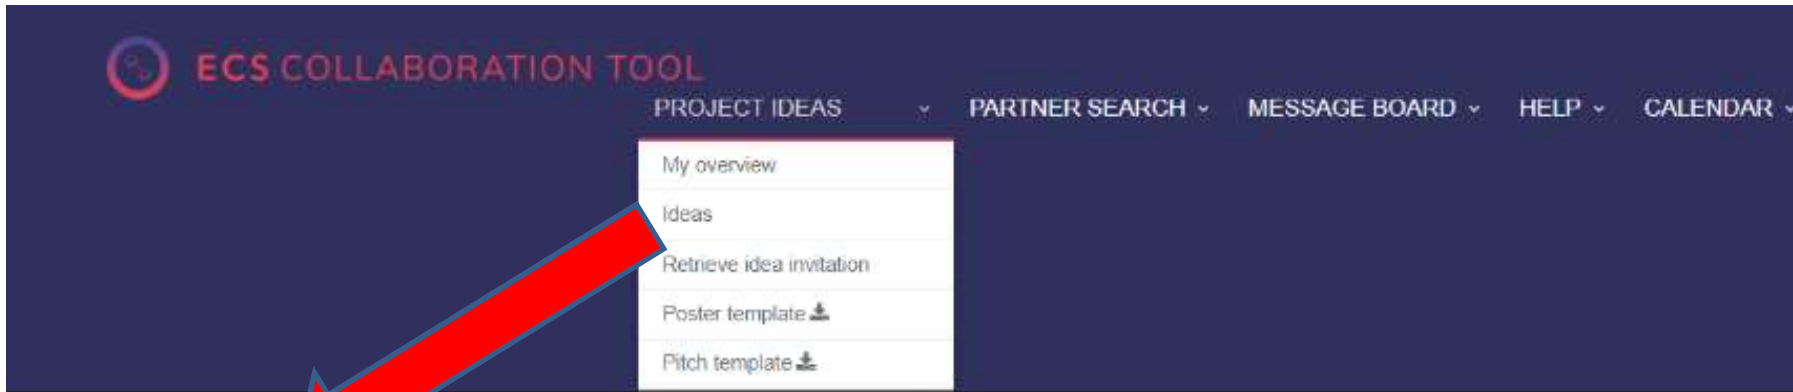 ECS COLLABORATION TOOL
PROJECT IDEAS PARTNER SEARCH MESSAGE BOARD HELP CALENDAR
My overview
Ideas
Retrieve idea invitation
Poster template
Pitch template